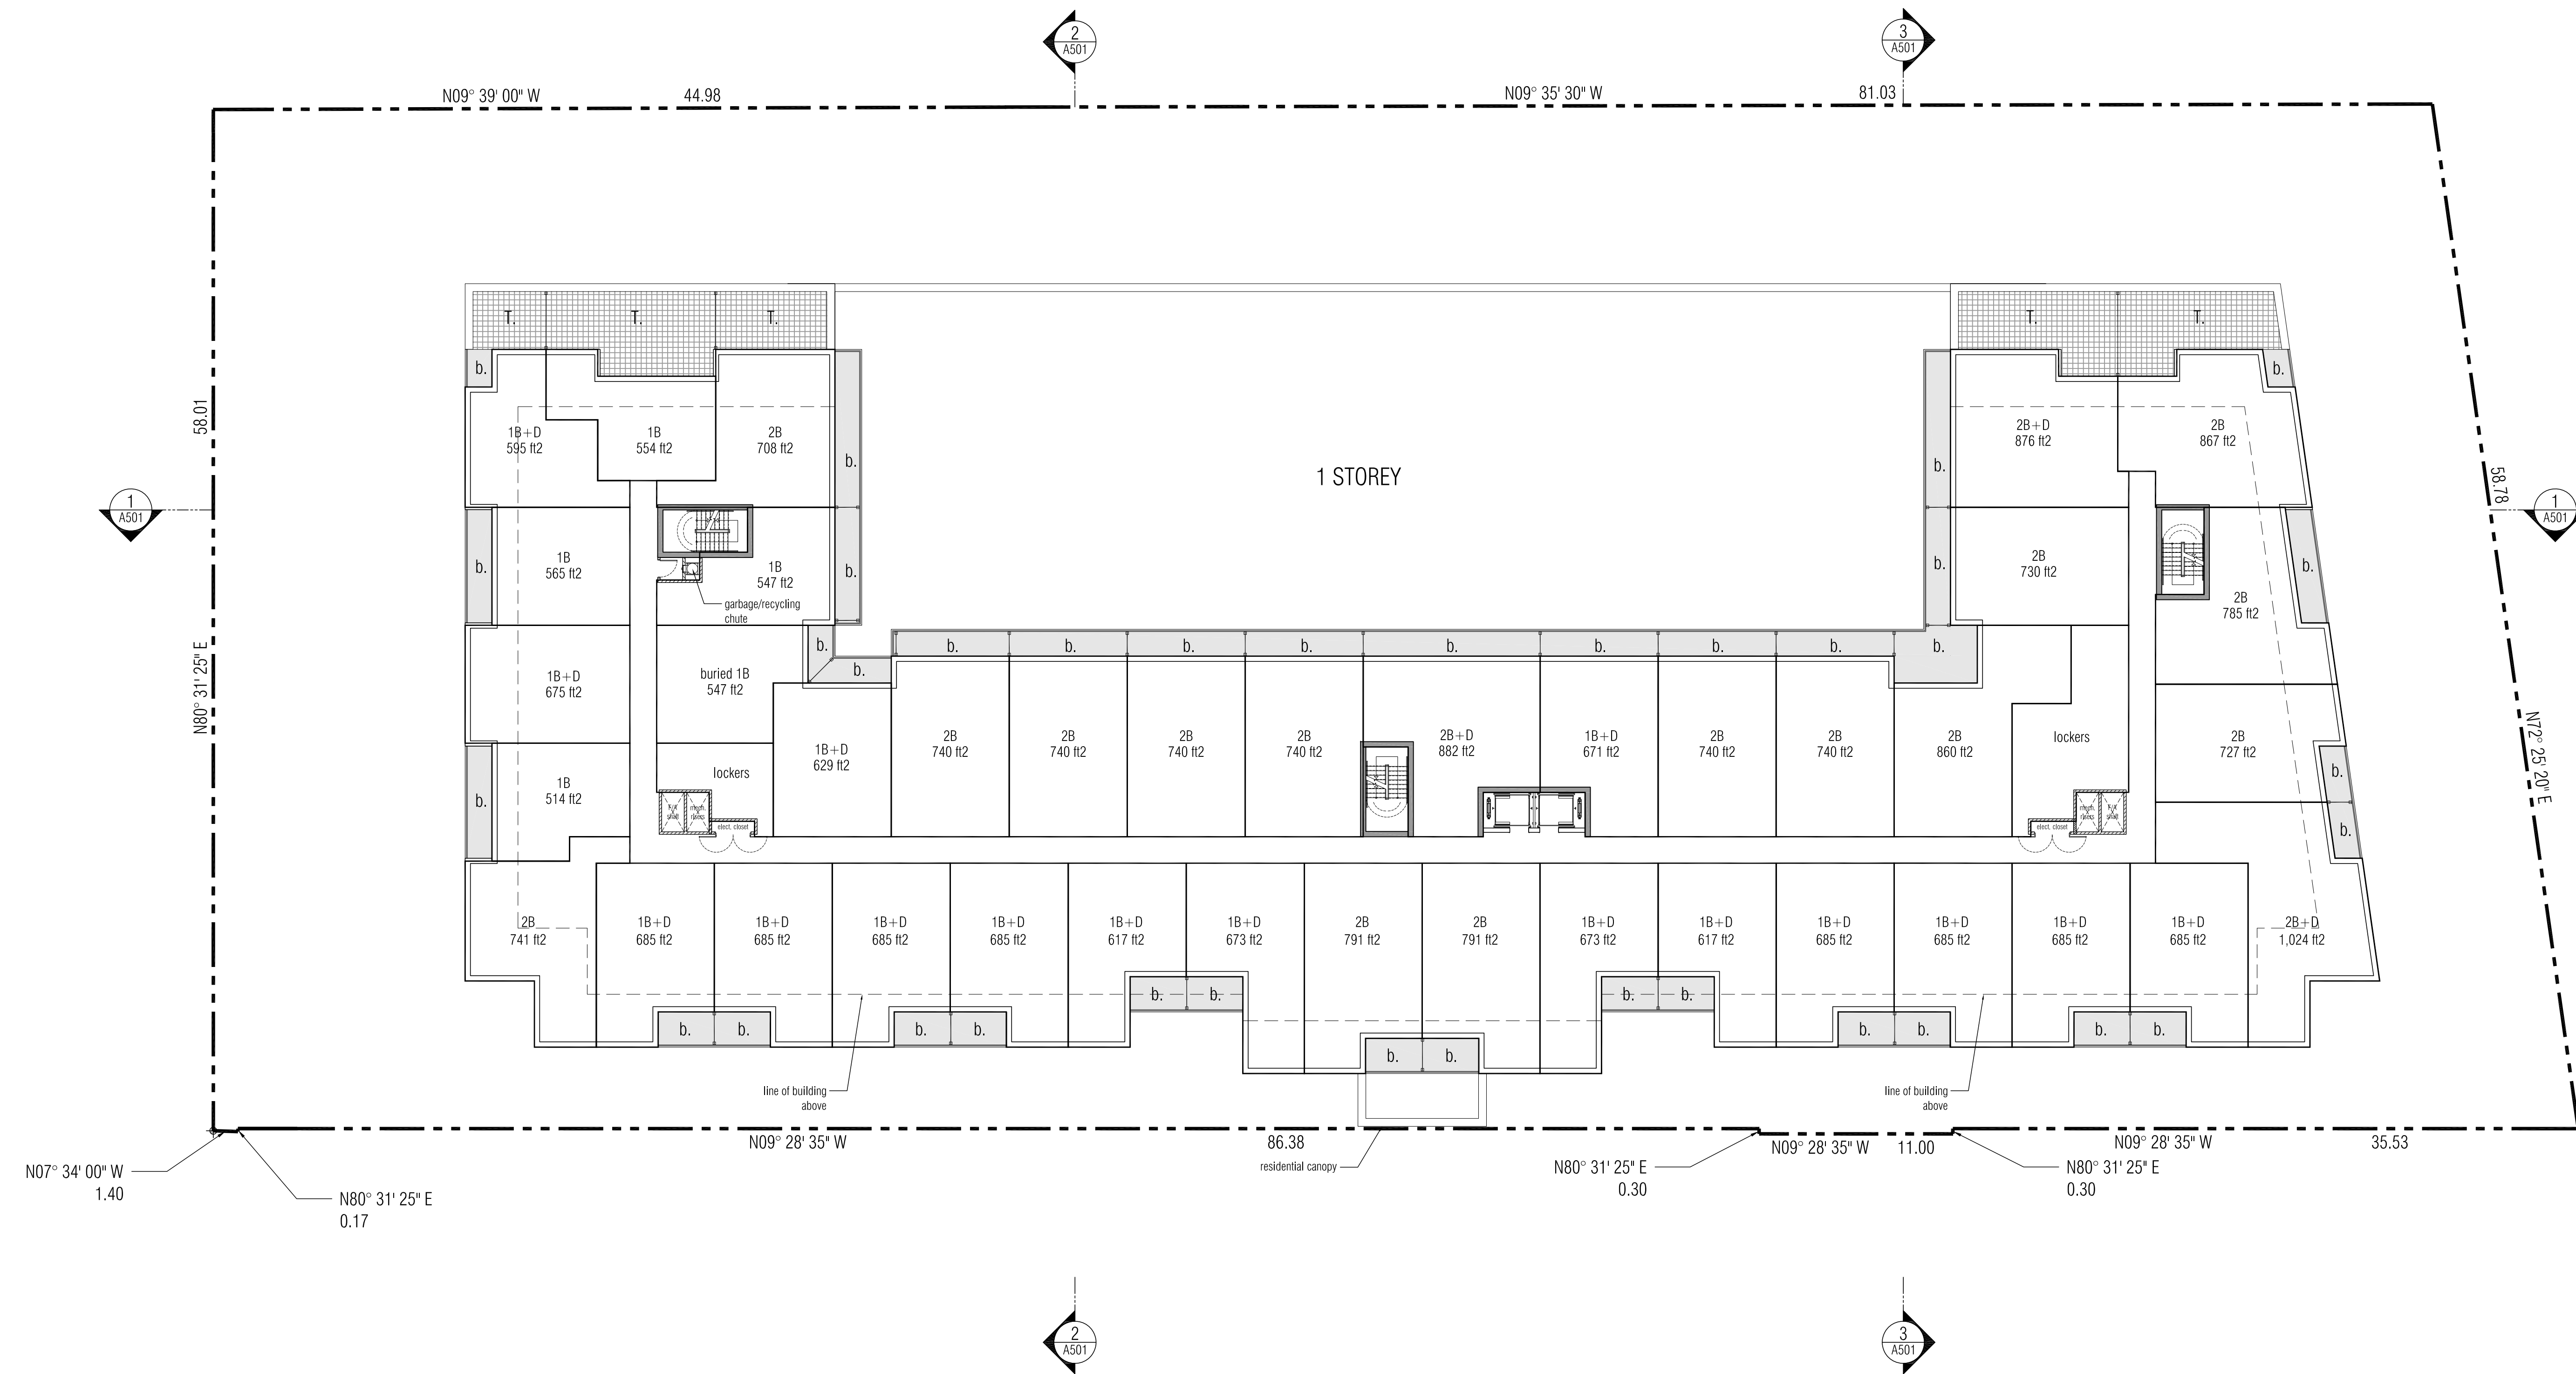 2
A501
3
A501
N09° 39' 00" W
44.98
N09° 35' 30" W
81.03
58.01
N80° 31' 25" E
1
A501
58.78
N72° 25' 20" E
1
A501
T.
T.
T.
T.
T.
b.
b.
1B+D
595 ft2
1B
554 ft2
2B
708 ft2
b.
2B+D
876 ft2
2B
867 ft2
b.
1 STOREY
b.
1B
565 ft2
1B
547 ft2
b.
garbage/recycling
chute
b.
2B
730 ft2
2B
785 ft2
b.
b.
b.
b.
b.
b.
b.
b.
b.
b.
b.
b.
1B+D
675 ft2
buried 1B
547 ft2
1B+D
629 ft2
2B
740 ft2
2B
740 ft2
2B
740 ft2
2B
740 ft2
2B+D
882 ft2
1B+D
671 ft2
2B
740 ft2
2B
740 ft2
2B
860 ft2
lockers
2B
727 ft2
b.
b.
b.
1B
514 ft2
lockers
shaft
mech.
risers
elect. closet
mech.
risers
shaft
elect. closet
2B
741 ft2
1B+D
685 ft2
1B+D
685 ft2
1B+D
685 ft2
1B+D
685 ft2
1B+D
617 ft2
1B+D
673 ft2
2B
791 ft2
2B
791 ft2
1B+D
673 ft2
1B+D
617 ft2
1B+D
685 ft2
1B+D
685 ft2
1B+D
685 ft2
1B+D
685 ft2
2B+D
1,024 ft2
b.
b.
b.
b.
b.
b.
b.
b.
b.
b.
b.
b.
b.
b.
line of building
above
line of building
above
N09° 28' 35" W
86.38
residential canopy
N09° 28' 35" W
11.00
N09° 28' 35" W
35.53
N07° 34' 00" W
1.40
N80° 31' 25" E
0.17
N80° 31' 25" E
0.30
N80° 31' 25" E
0.30
2
A501
3
A501